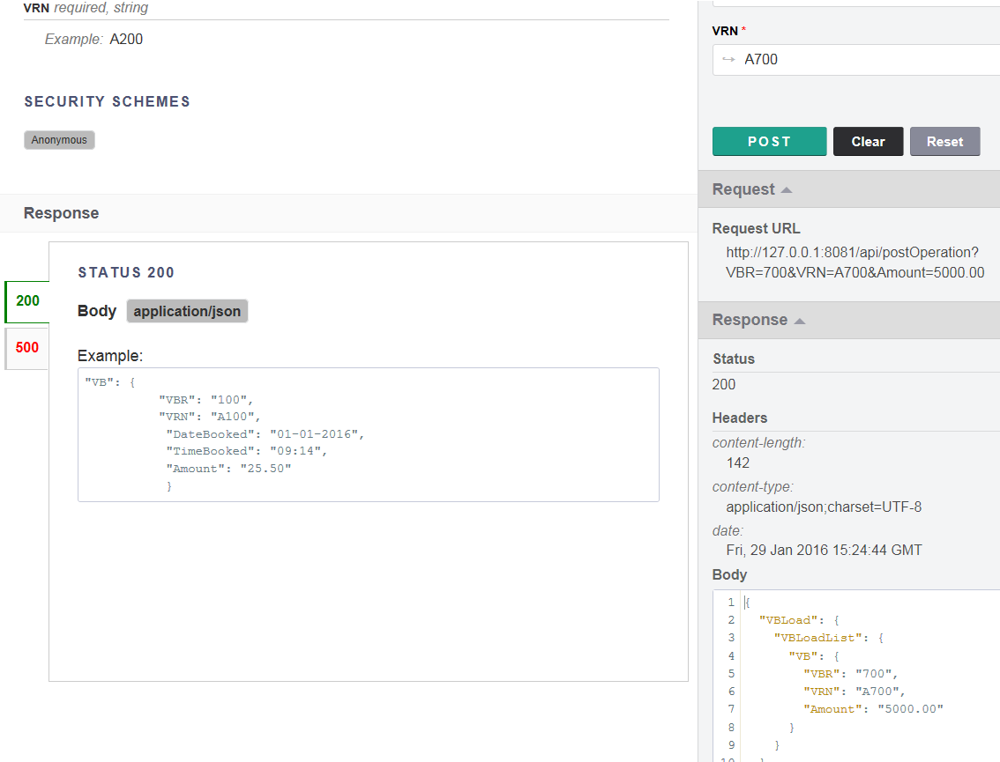 VRN required, string
Example: A200
SECURITY SCHEMES
Anonymous
Response
200
500
STATUS 200
Body application/json
Example:
"VB": {
"VBR": "100",
"VRN": "A100",
"DateBooked": "01-01-2016",
"TimeBooked": "09:14",
"Amount": "25.50"
}
VRN *
A700
POST Clear Reset
Request
Request URL
http://127.0.0.1:8081/api/postOperation?
VBR=700&VRN=A700&Amount=5000.00
Response
Status
200
Headers
content-length:
142
content-type:
application/json;charset=UTF-8
date:
Fri, 29 Jan 2016 15:24:44 GMT
Body
1 {
2 "VBLoad": {
3 "VBLoadList": {
4 "VB": {
5 "VBR": "700",
6 "VRN": "A700",
7 "Amount": "5000.00"
8 }
9 }
10 }